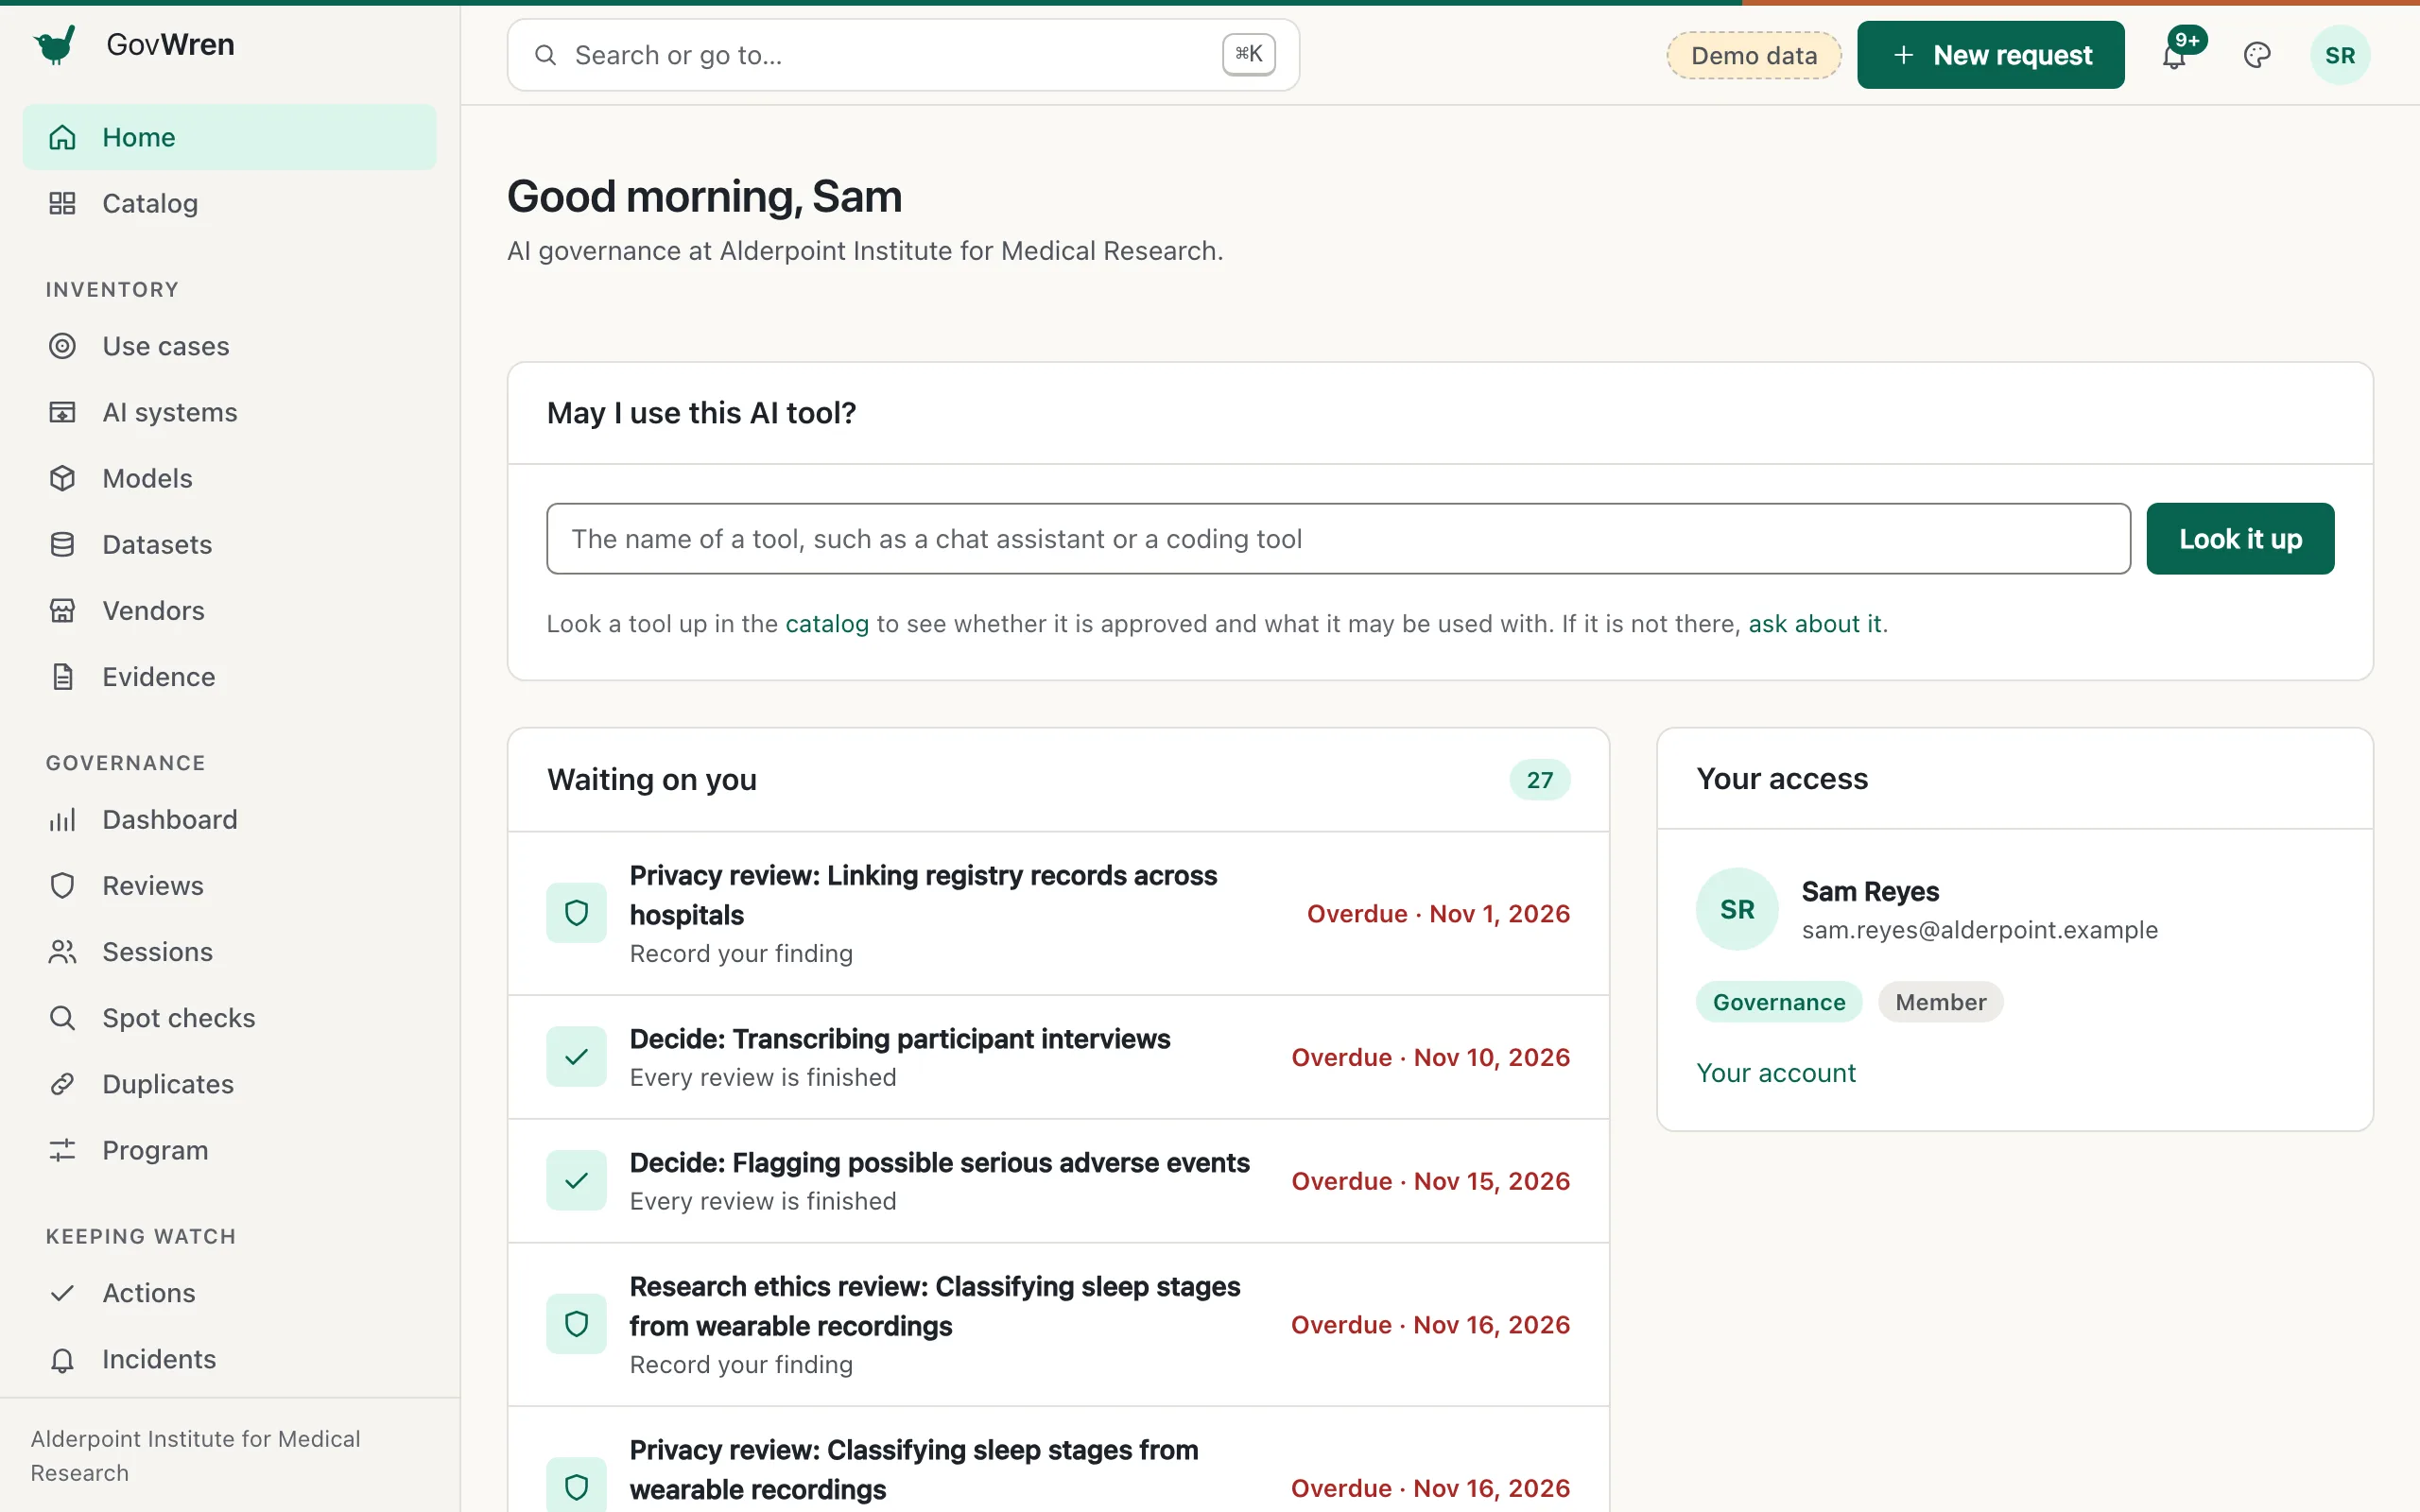 GovWren
Search or go to...
⌘K
Demo data
+ New request
9+
SR
Home
Catalog
INVENTORY
Use cases
AI systems
Models
Datasets
Vendors
Evidence
GOVERNANCE
Dashboard
Reviews
Sessions
Spot checks
Duplicates
Program
KEEPING WATCH
Actions
Incidents
Alderpoint Institute for Medical
Research
Good morning, Sam
AI governance at Alderpoint Institute for Medical Research.
May I use this AI tool?
The name of a tool, such as a chat assistant or a coding tool
Look it up
Look a tool up in the catalog to see whether it is approved and what it may be used with. If it is not there, ask about it.
Waiting on you
27
Privacy review: Linking registry records across
hospitals
Record your finding
Overdue · Nov 1, 2026
Decide: Transcribing participant interviews
Every review is finished
Overdue · Nov 10, 2026
Decide: Flagging possible serious adverse events
Every review is finished
Overdue · Nov 15, 2026
Research ethics review: Classifying sleep stages
from wearable recordings
Record your finding
Overdue · Nov 16, 2026
Privacy review: Classifying sleep stages from
wearable recordings
Overdue · Nov 16, 2026
Your access
SR
Sam Reyes
sam.reyes@alderpoint.example
Governance
Member
Your account